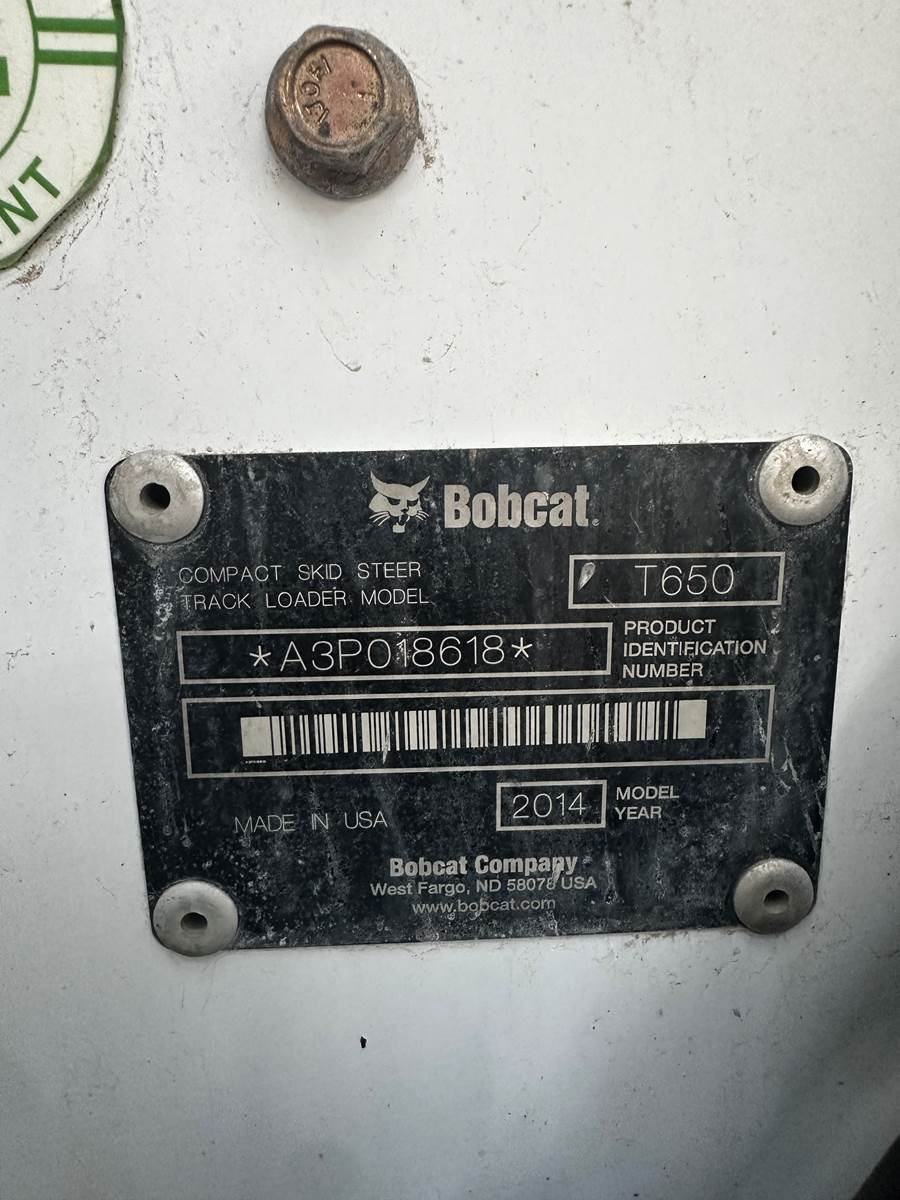 NT
Bobcat
COMPACT SKID STEER
TRACK LOADER MODEL
T650
*A3P018618*
PRODUCT
IDENTIFICATION
NUMBER
MADE IN USA
2014
MODEL
YEAR
Bobcat Company
West Fargo, ND 58078 USA
www.bobcat.com